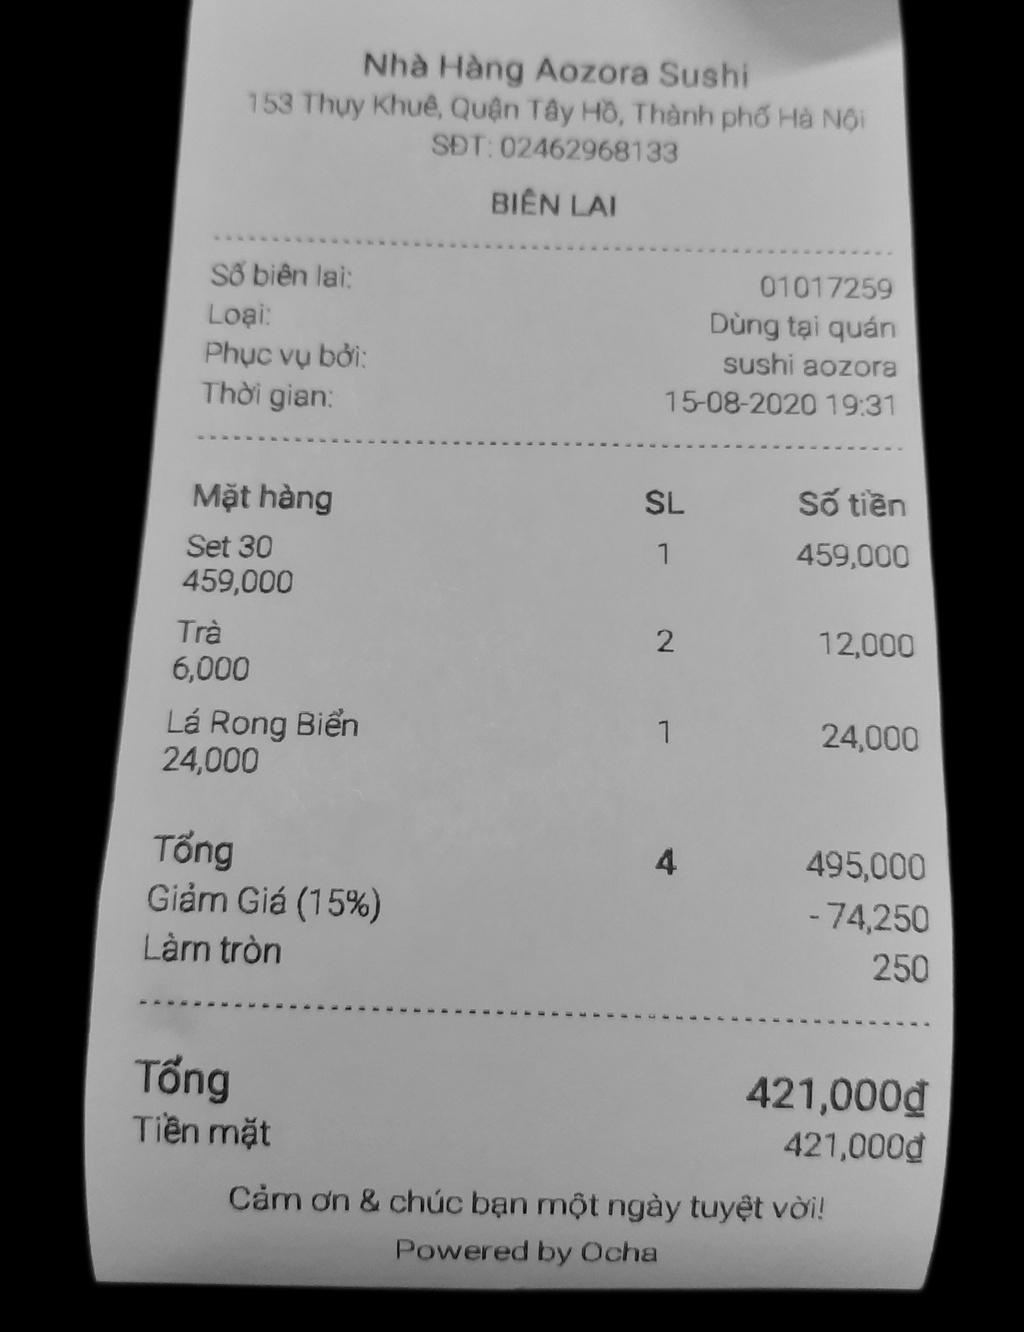 Nhà Hàng Aozora Sushi
153 Thụy Khuê, Quận Tây Hồ, Thành phố Hà Nội
SĐT: 02462968133
BIÊN LAI
Số biên lai: 01017259
Loại: Dùng tại quán
Phục vụ bởi: sushi aozora
Thời gian: 15-08-2020 19:31
Mặt hàng SL Số tiền
Set 30 1 459,000
459,000
Trà 2 12,000
6,000
Lá Rong Biển 1 24,000
24,000
Tổng 4 495,000
Giảm Giá (15%) - 74,250
Làm tròn 250
Tổng 421,000₫
Tiền mặt 421,000₫
Cảm ơn & chúc bạn một ngày tuyệt vời!
Powered by Ocha